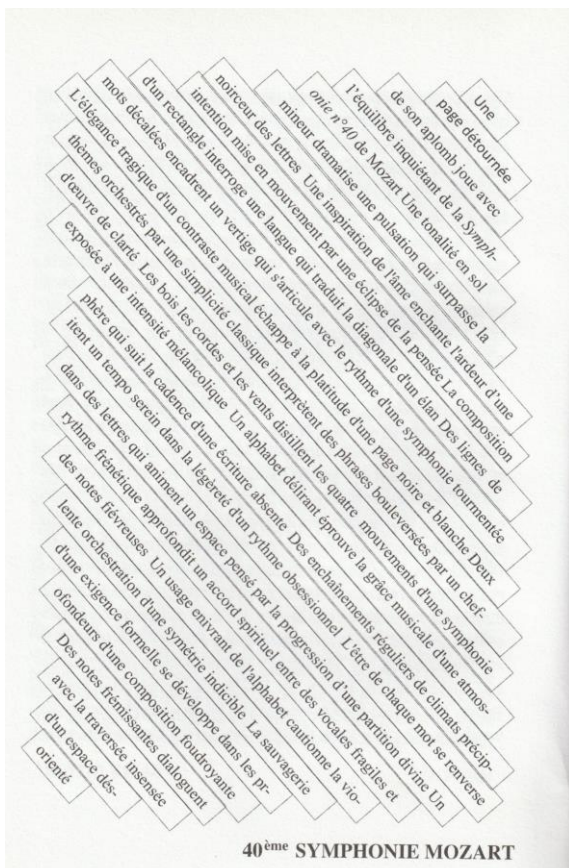 Une
page détournée
de son aplomb joue avec
l'équilibre inquiétant de la Symph-
onie n°40 de Mozart Une tonalité en sol
mineur dramatise une pulsation qui surpasse la
noirceur des lettres Une inspiration de l'âme enchante l'ardeur d'une
intention mise en mouvement par une éclipse de la pensée La composition
d'un rectangle interroge une langue qui traduit la diagonale d'un élan Des lignes de
mots décalés encadrent un vertige qui s'articule avec le rythme d'une symphonie tourmentée
L'élégance tragique d'un contraste musical échappe à la platitude d'une page noire et blanche Deux
thèmes orchestrés par une simplicité classique interprètent des phrases bouleversées par un chef-
d'œuvre de clarté Les bois les cordes et les vents distillent les quatre mouvements d'une symphonie
exposée à une intensité mélancolique Un alphabet délirant éprouve la grâce musicale d'une atmos-
phère qui suit la cadence d'une écriture absente Des enchaînements réguliers de climats précip-
itent un tempo serein dans la légèreté d'un rythme obsessionnel L'être de chaque mot se renverse
dans des lettres qui animent un espace pensé par la progression d'une partition divine Un
rythme frénétique approfondit un accord spirituel entre des vocales fragiles et
des notes fiévreuses Un usage enivrant de l'alphabet cautionne la vio-
lente orchestration d'une symétrie indicible La sauvagerie
d'une exigence formelle se développe dans les pr-
ofondeurs d'une composition foudroyante
Des notes frémissantes dialoguent
avec la traversée insensée
d'un espace dés-
orienté
40ème SYMPHONIE MOZART